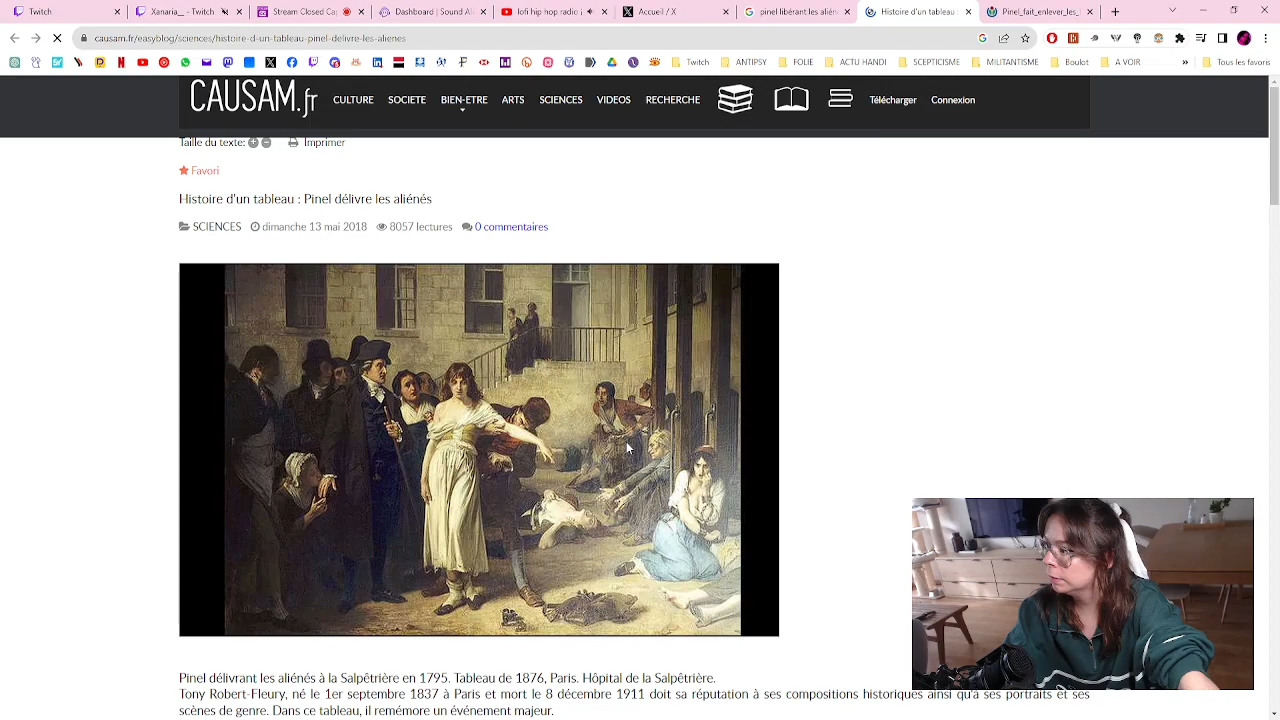 Twitch
Xanaria_ - Twitch
Stream Closed Cap
Dashboard | Sound Al
lofi hip hop radio
Accueil / X
pinel libérant les alién
Histoire d'un tableau
Pinel_fait_enlever_les_
causam.fr/easyblog/sciences/histoire-d-un-tableau-pinel-delivre-les-alienes
Twitch
ANTIPSY
FOLIE
ACTU HANDI
SCEPTICISME
MILITANTISME
Boulot
A VOIR
»
Tous les favoris
CAUSAM.fr
CULTURE
SOCIETE
BIEN-ETRE
ARTS
SCIENCES
VIDEOS
RECHERCHE
Télécharger
Connexion
Taille du texte:
Imprimer
Favori
Histoire d'un tableau : Pinel délivre les aliénés
SCIENCES dimanche 13 mai 2018 8057 lectures 0 commentaires
Pinel délivrant les aliénés à la Salpêtrière en 1795. Tableau de 1876, Paris. Hôpital de la Salpêtrière.
Tony Robert-Fleury, né le 1er septembre 1837 à Paris et mort le 8 décembre 1911 doit sa réputation à ses compositions historiques ainsi qu'à ses portraits et ses
scènes de genre. Dans ce tableau, il remémore un événement majeur.